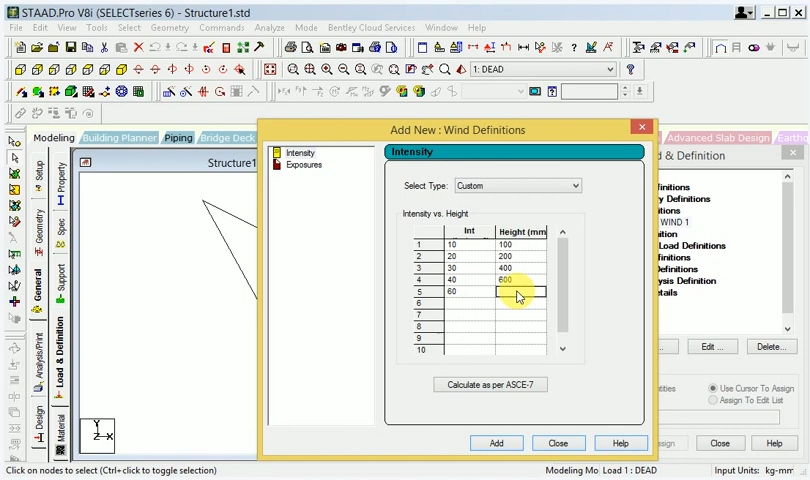 STAAD.Pro V8i (SELECTseries 6) - Structure1.std
File Edit View Tools Select Geometry Commands Analyze Mode Bentley Cloud Services Window Help
1: DEAD
Modeling Building Planner Piping Bridge Deck Advanced Slab Design Earthq
Structure1
Add New : Wind Definitions
d & Definition
Setup
Geometry
General
Analysis/Print
Design
Property
Spec
Support
Load & Definition
Material
Intensity
Exposures
Intensity
Select Type: Custom
Intensity vs. Height
Int Height (mm
1 10 100
2 20 200
3 30 400
4 40 600
5 60
6
7
8
9
10
Calculate as per ASCE-7
Add Close Help
efinitions
ry Definitions
itions
WIND 1
ition
Load Definitions
efinitions
lysis Definition
etails
... Edit ... Delete...
ntities
Use Cursor To Assign
Assign To Edit List
sign Close Help
Y
Z X
Click on nodes to select (Ctrl+click to toggle selection) Modeling Mo Load 1 : DEAD Input Units: kg-mm